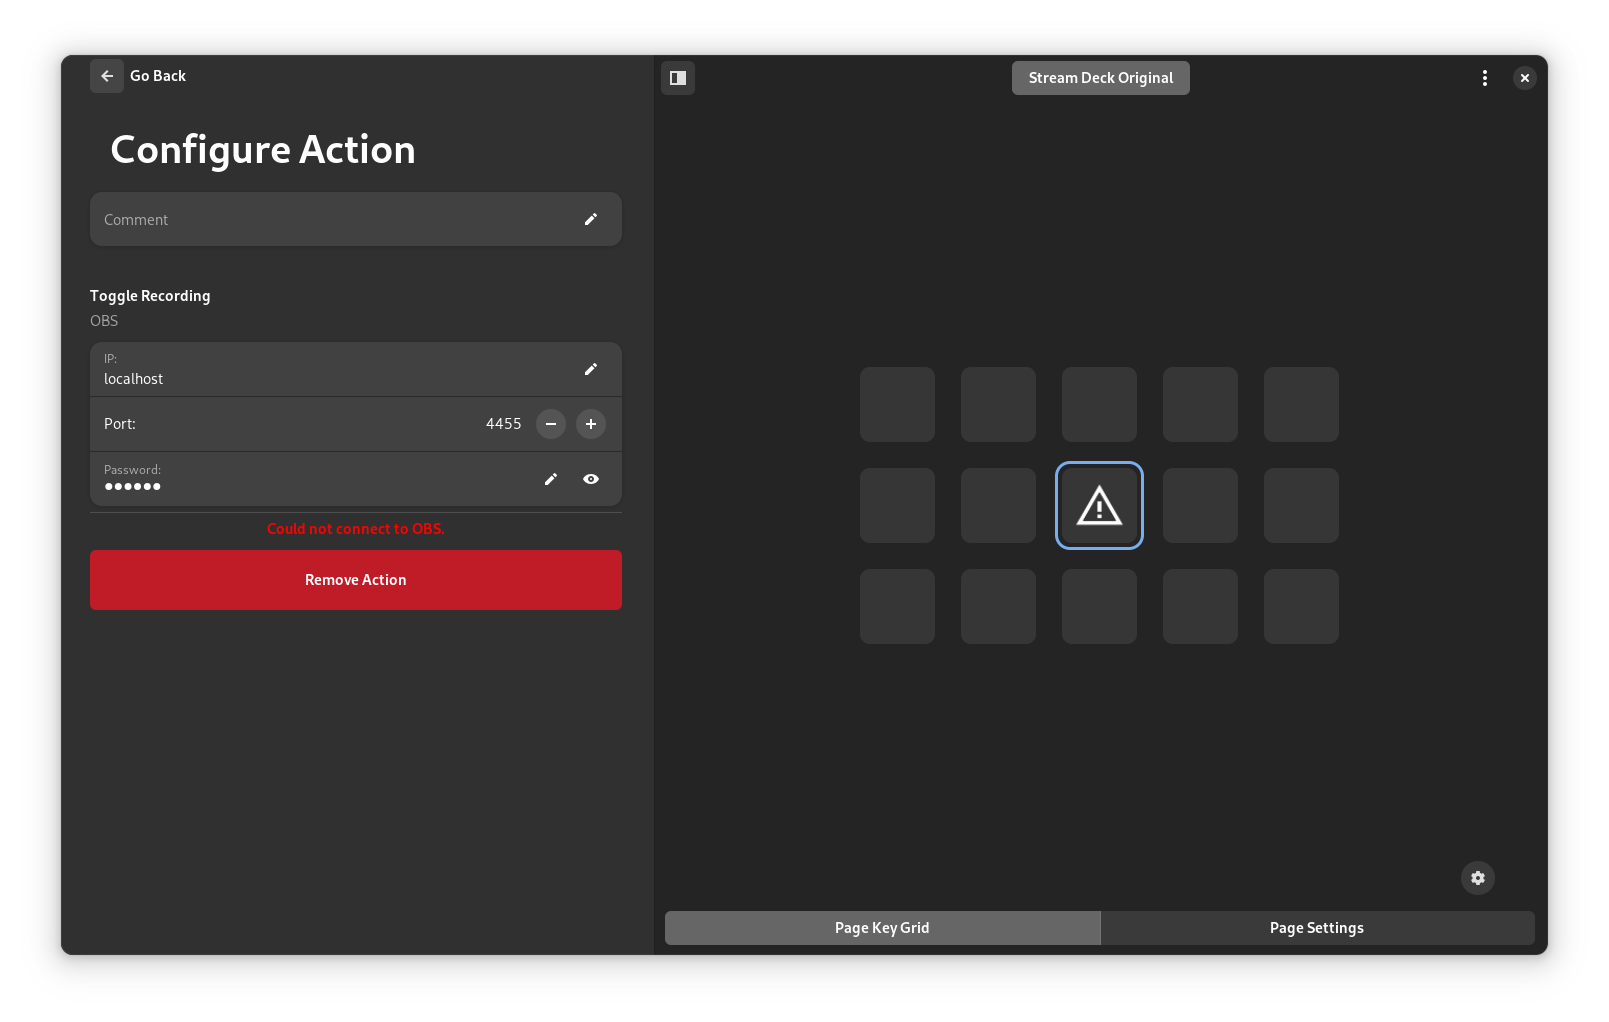 Go Back
Stream Deck Original
Configure Action
Comment
Toggle Recording
OBS
IP:
localhost
Port:
4455
Password:
●●●●●●
Could not connect to OBS.
Remove Action
Page Key Grid
Page Settings